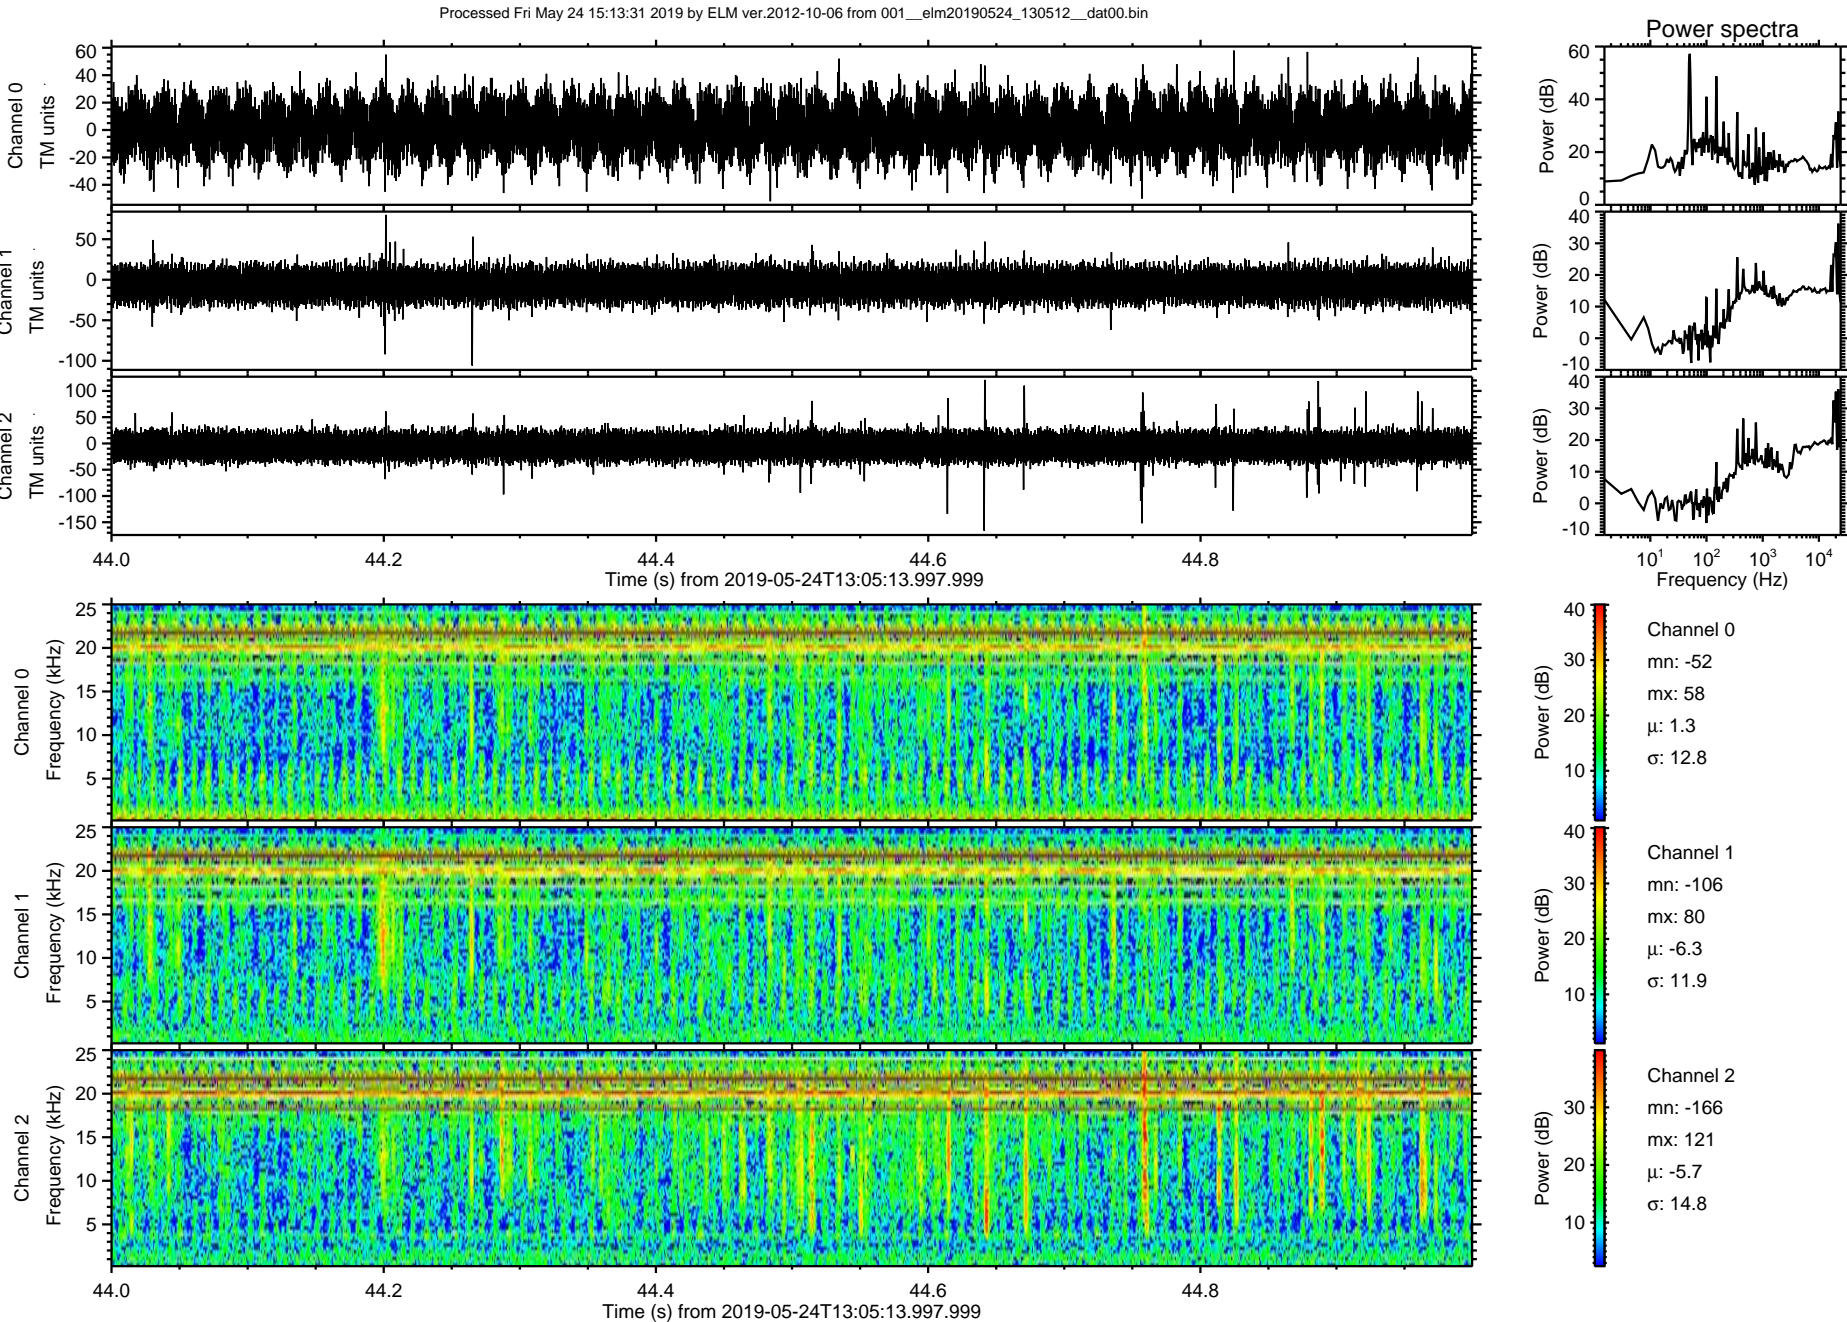 Processed Fri May 24 15:13:31 2019 by ELM ver.2012-10-06 from 001__elm20190524_130512__dat00.bin
Power spectra
Channel 0
TM units
60
40
20
0
-20
-40
Power (dB)
60
40
20
0
Channel 1
TM units
50
0
-50
-100
Power (dB)
40
30
20
10
0
-10
Channel 2
TM units
100
50
0
-50
-100
-150
Power (dB)
40
30
20
10
0
-10
44.0 44.2 44.4 44.6 44.8
Time (s) from 2019-05-24T13:05:13.997.999
10^1 10^2 10^3 10^4
Frequency (Hz)
Channel 0
Frequency (kHz)
25
20
15
10
5
Power (dB)
40
30
20
10
Channel 0
mn: -52
mx: 58
μ: 1.3
σ: 12.8
Channel 1
Frequency (kHz)
25
20
15
10
5
Power (dB)
40
30
20
10
Channel 1
mn: -106
mx: 80
μ: -6.3
σ: 11.9
Channel 2
Frequency (kHz)
25
20
15
10
5
Power (dB)
30
20
10
Channel 2
mn: -166
mx: 121
μ: -5.7
σ: 14.8
44.0 44.2 44.4 44.6 44.8
Time (s) from 2019-05-24T13:05:13.997.999